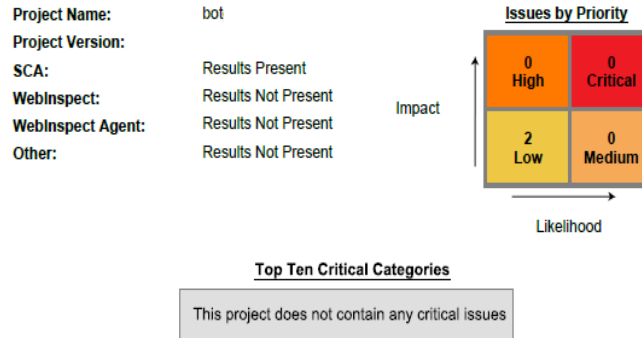 Project Name: bot
Project Version:
SCA: Results Present
WebInspect: Results Not Present
WebInspect Agent: Results Not Present
Other: Results Not Present
Issues by Priority
Impact
0 High
0 Critical
2 Low
0 Medium
Likelihood
Top Ten Critical Categories
This project does not contain any critical issues